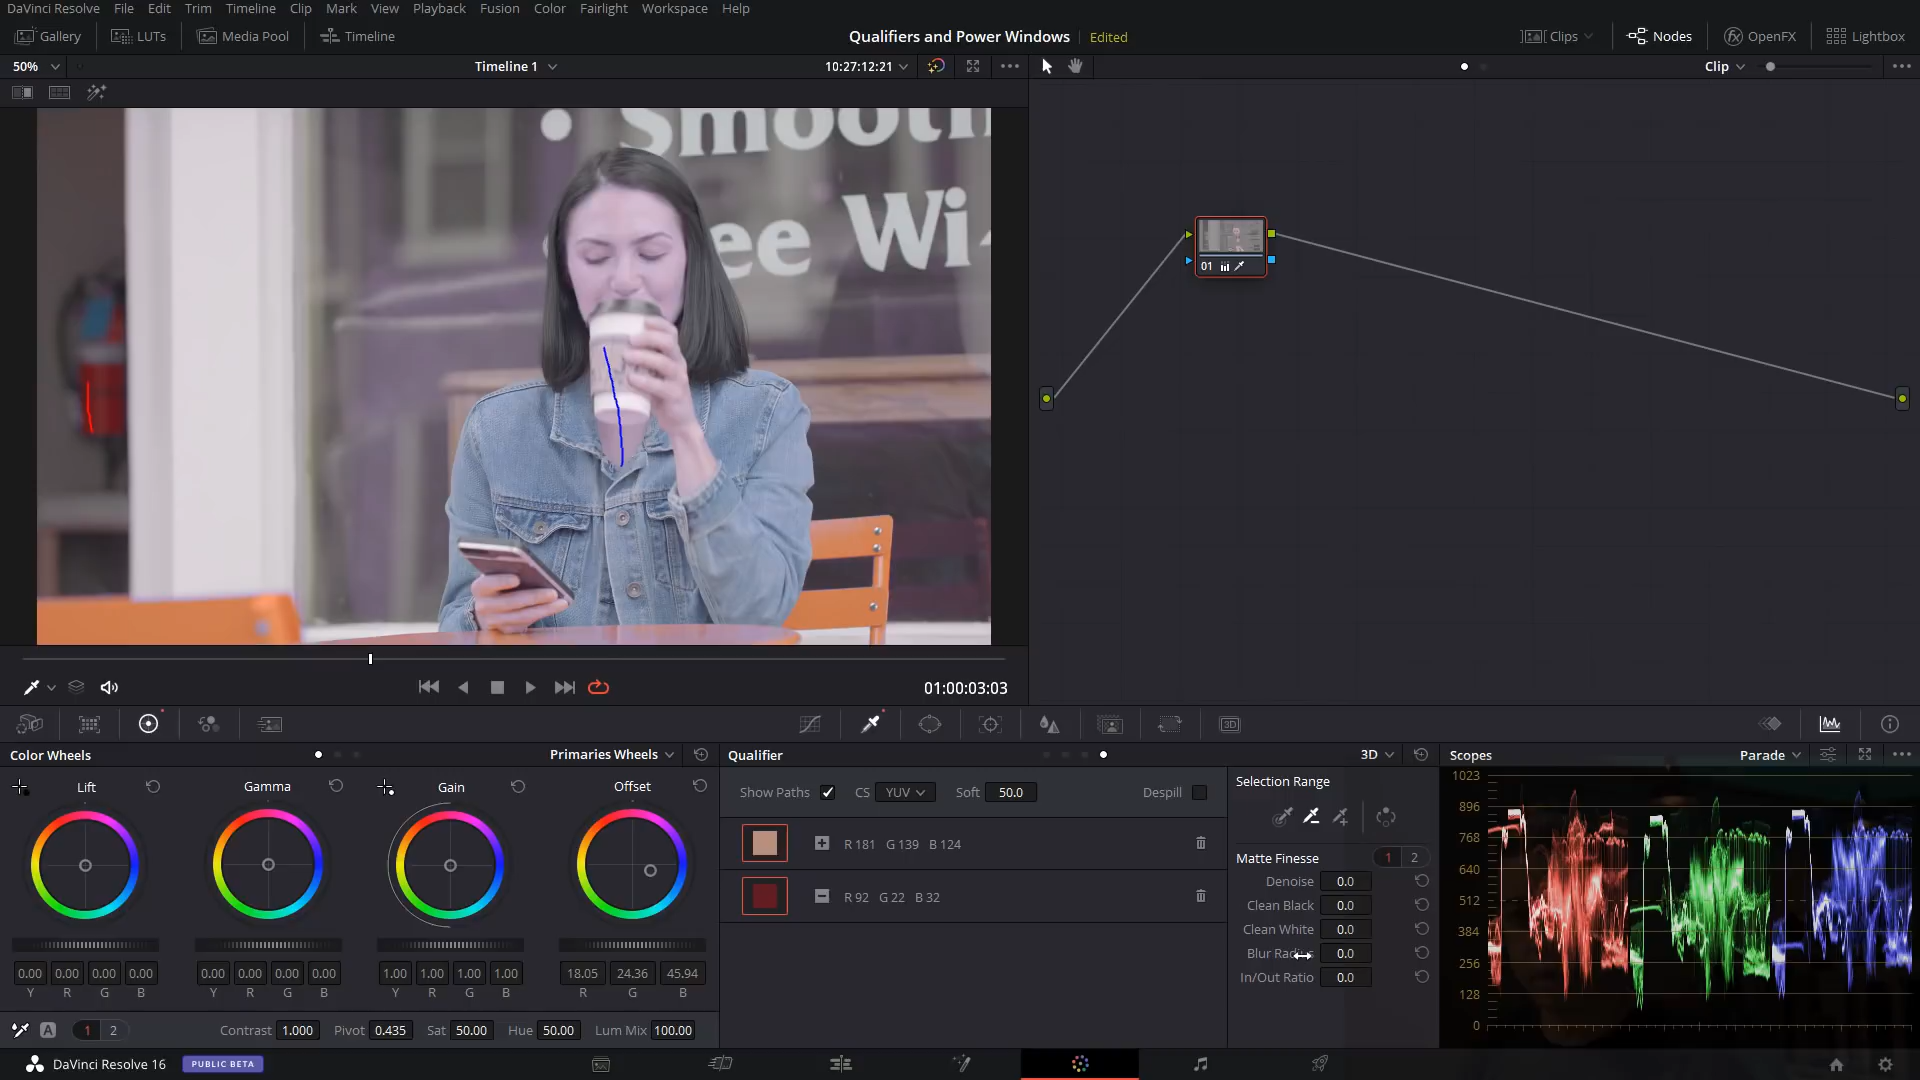 DaVinci Resolve File Edit Trim Timeline Clip Mark View Playback Fusion Color Fairlight Workspace Help
Gallery LUTs Media Pool Timeline Qualifiers and Power Windows Edited Clips Nodes OpenFX Lightbox
50% Timeline 1 10:27:12:21 Clip
Smooth
ee Wi
01
01:00:03:03
3D
Color Wheels Primaries Wheels Qualifier 3D Scopes Parade
Lift Gamma Gain Offset
Show Paths CS YUV Soft 50.0 Despill
R 181 G 139 B 124
R 92 G 22 B 32
Selection Range
Matte Finesse 1 2
Denoise 0.0
Clean Black 0.0
Clean White 0.0
Blur Radius 0.0
In/Out Ratio 0.0
1023
896
768
640
512
384
256
128
0
0.00 0.00 0.00 0.00 0.00 0.00 0.00 0.00 1.00 1.00 1.00 1.00 18.05 24.36 45.94
Y R G B Y R G B Y R G B R G B
A 1 2 Contrast 1.000 Pivot 0.435 Sat 50.00 Hue 50.00 Lum Mix 100.00
DaVinci Resolve 16 PUBLIC BETA